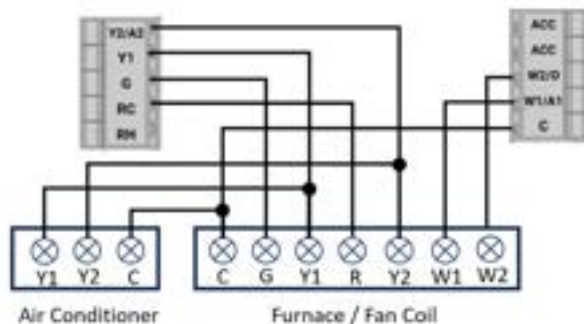 Y2/A2
Y1
G
RC
RH
ACC
ACC
W2/O
W1/A1
C
Y1 Y2 C
C G Y1 R Y2 W1 W2
Air Conditioner
Furnace / Fan Coil